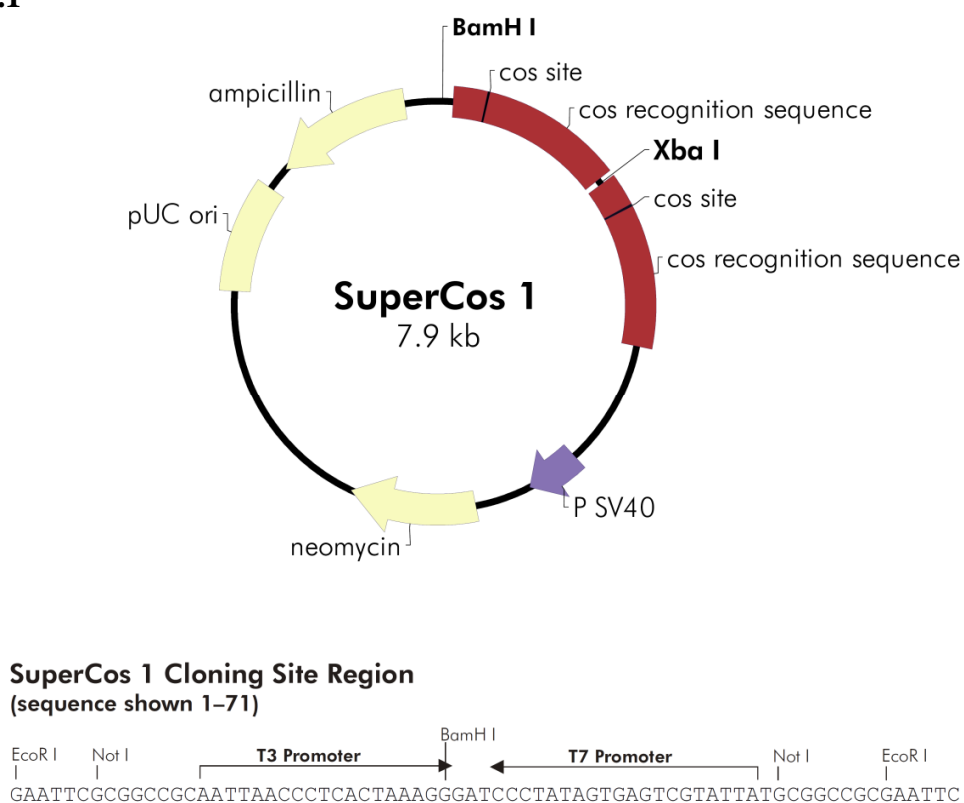 BamH I
cos site
ampicillin
cos recognition sequence
Xba I
cos site
pUC ori
cos recognition sequence
SuperCos 1
7.9 kb
P SV40
neomycin
SuperCos 1 Cloning Site Region
(sequence shown 1–71)
BamH I
EcoR I Not I T3 Promoter T7 Promoter Not I EcoR I
GAATTCGCGGCCGCAATTAACCCTCACTAAAGGGATCCCTATAGTGAGTCGTATTATGCGGCCGCGAATTC